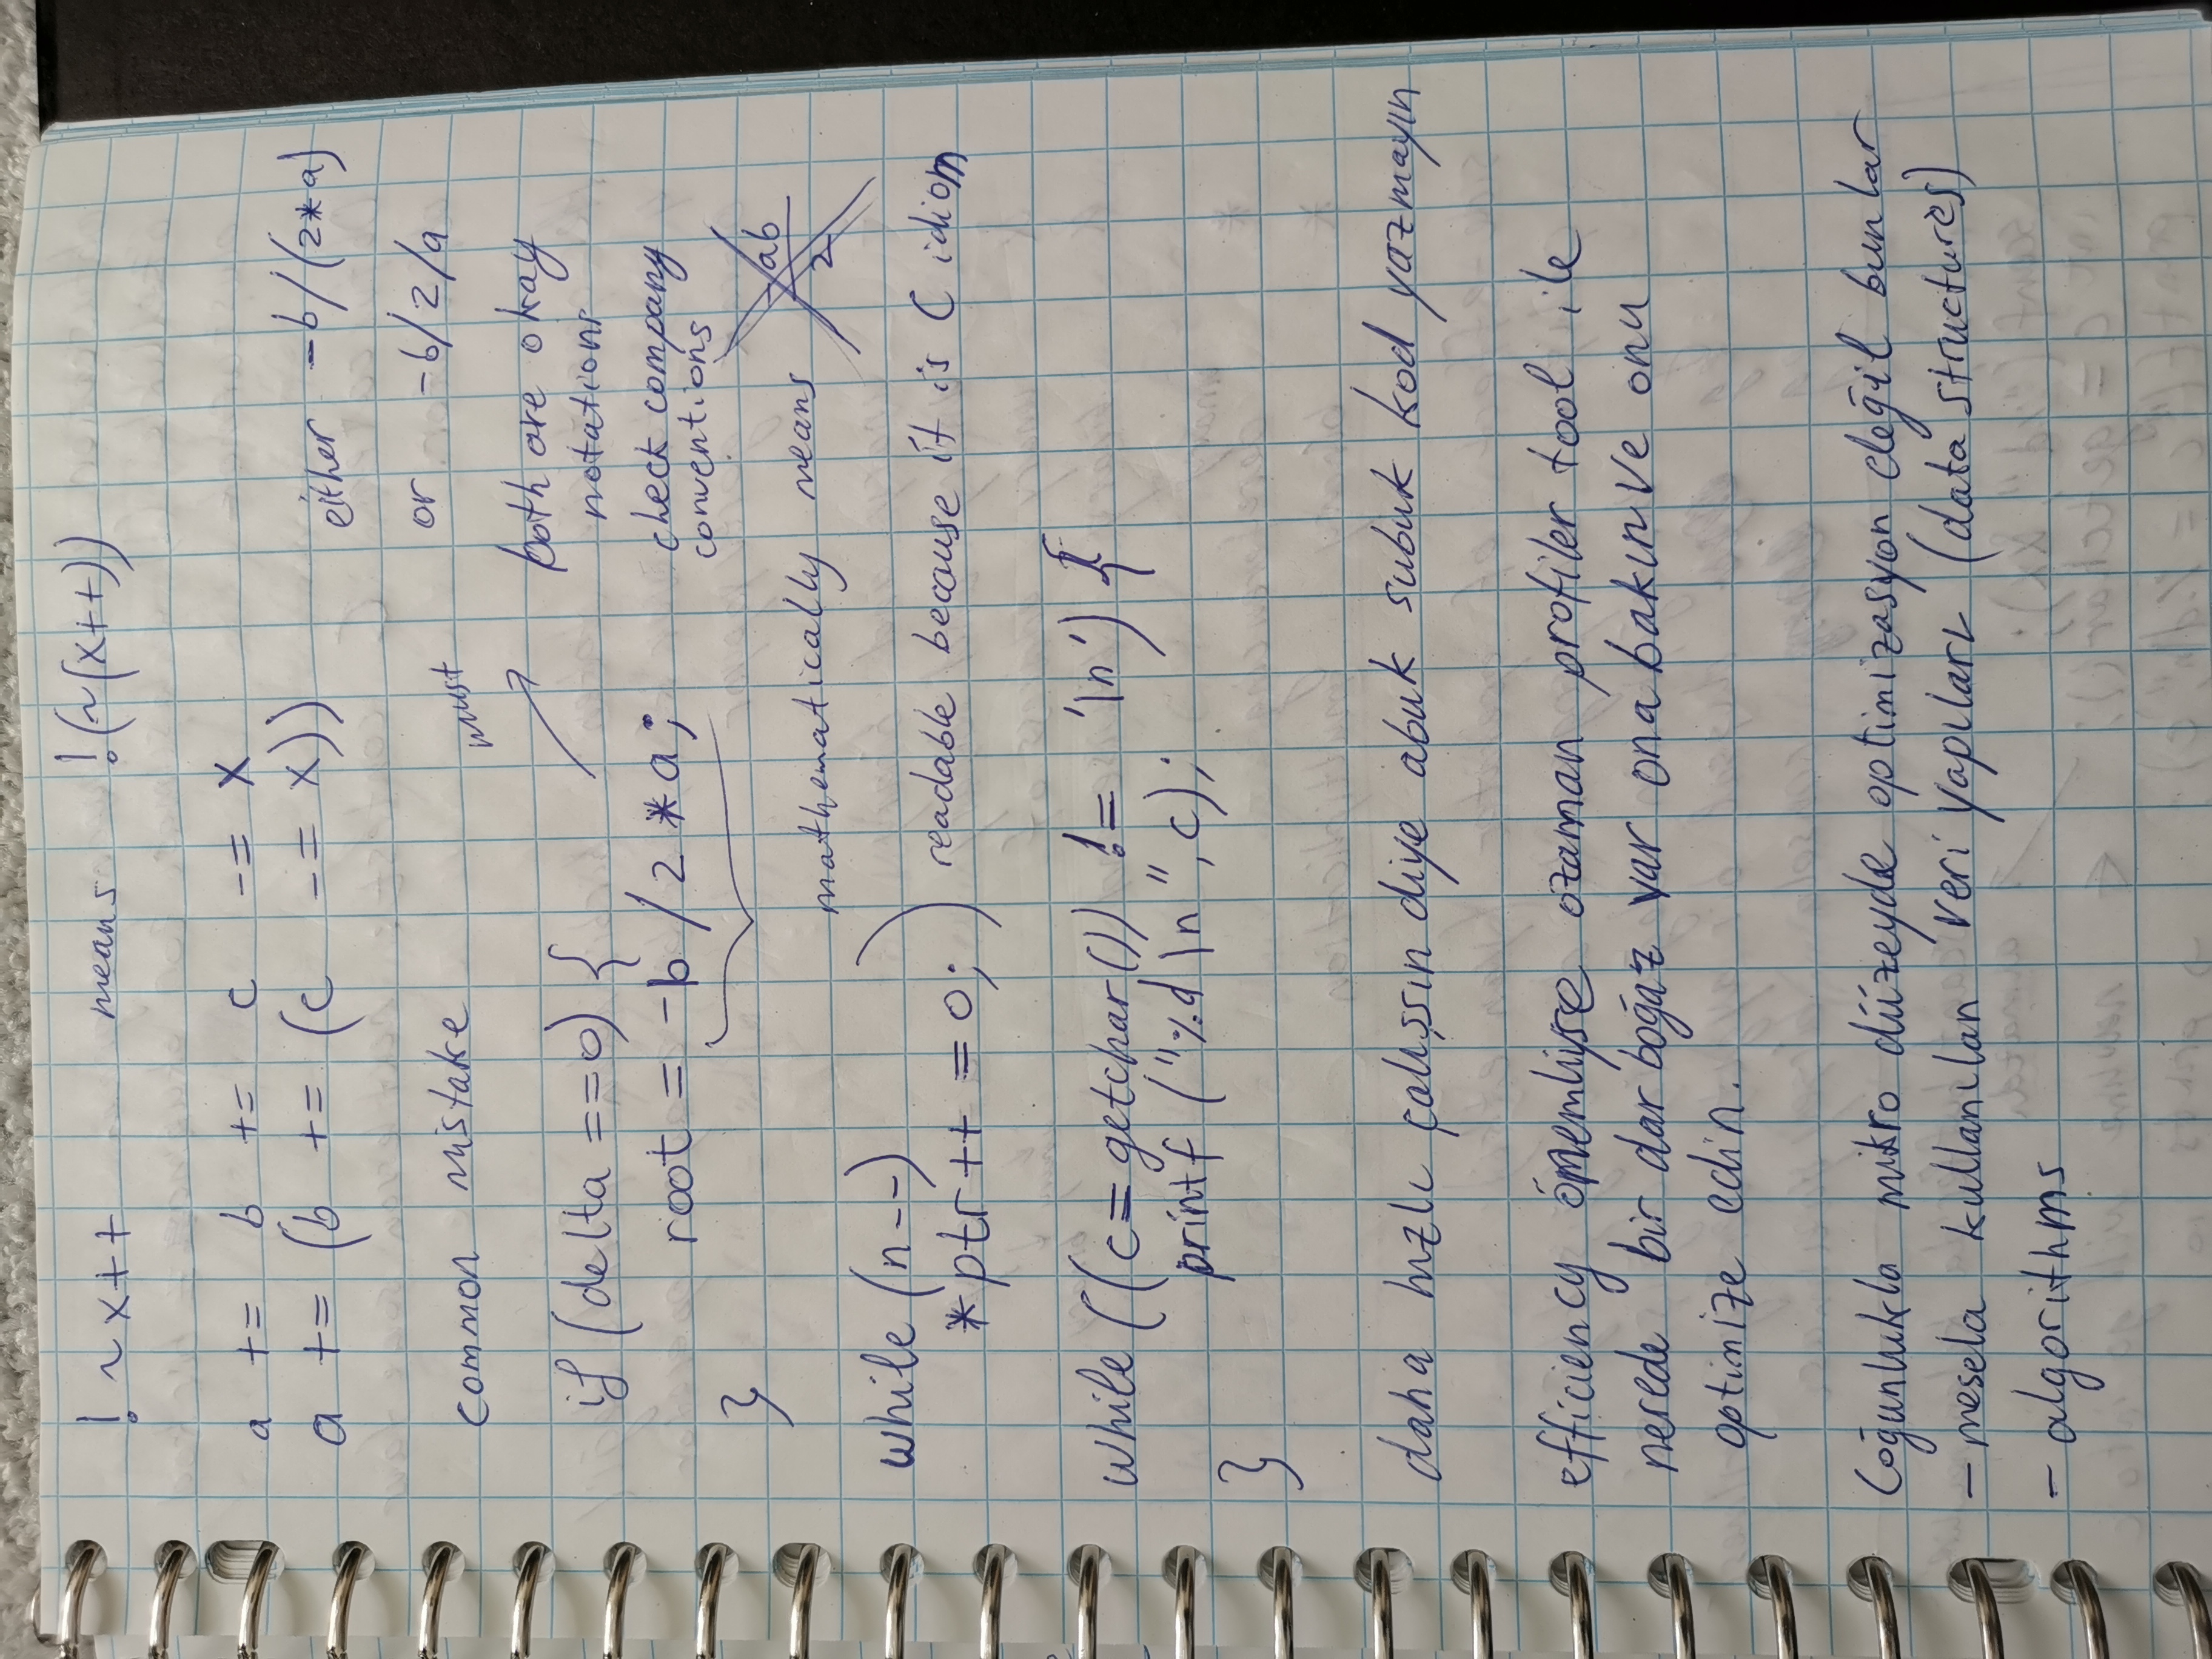 ! ~x++ means !(~(x++))
a += b += c -= x
a += (b += (c -= x))
either -b/(2*a)
or -b/2/a
common mistake
must
both are okay
notations
check company
conventions
if (delta ==0) {
root = -b / 2 *a;
}
mathematically means -ab
2
while (n--)
*ptr++ = 0;
readable because it is C idiom
while ((c= getchar()) != '\n') {
printf ("%d \n", c);
}
daha hızlı çalışsın diye abuk subuk kod yazmayın
efficiency önemliyse ozaman profiler tool ile
nerede bir dar boğaz var ona bakın ve onu
optimize edin.
Çoğunlukla mikro düzeyde optimizasyon değil bunlar
- mesela kullanılan veri yapıları (data structures)
- algorithms